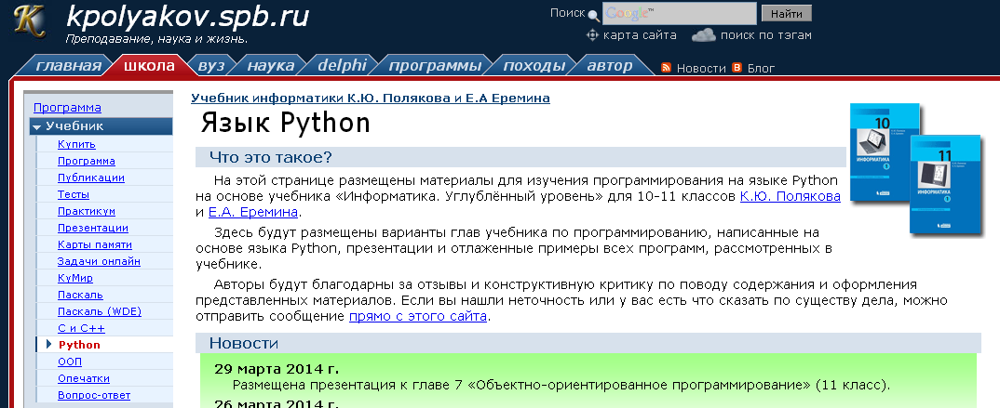 kpolyakov.spb.ru
Преподавание, наука и жизнь.
Поиск Google™ Найти
карта сайта поиск по тэгам
главная школа вуз наука delphi программы походы автор Новости Блог
Программа
Учебник
Купить
Программа
Публикации
Тесты
Практикум
Презентации
Карты памяти
Задачи онлайн
КуМир
Паскаль
Паскаль (WDE)
С и С++
Python
ООП
Опечатки
Вопрос-ответ
Учебник информатики К.Ю. Полякова и Е.А Еремина
Язык Python
Что это такое?
На этой странице размещены материалы для изучения программирования на языке Python
на основе учебника «Информатика. Углублённый уровень» для 10-11 классов К.Ю. Полякова
и Е.А. Еремина.
Здесь будут размещены варианты глав учебника по программированию, написанные на
основе языка Python, презентации и отлаженные примеры всех программ, рассмотренных в
учебнике.
Авторы будут благодарны за отзывы и конструктивную критику по поводу содержания и оформления
представленных материалов. Если вы нашли неточность или у вас есть что сказать по существу дела, можно
отправить сообщение прямо с этого сайта.
10
ИНФОРМАТИКА
11
ИНФОРМАТИКА
Новости
29 марта 2014 г.
Размещена презентация к главе 7 «Объектно-ориентированное программирование» (11 класс).
26 марта 2014 г.